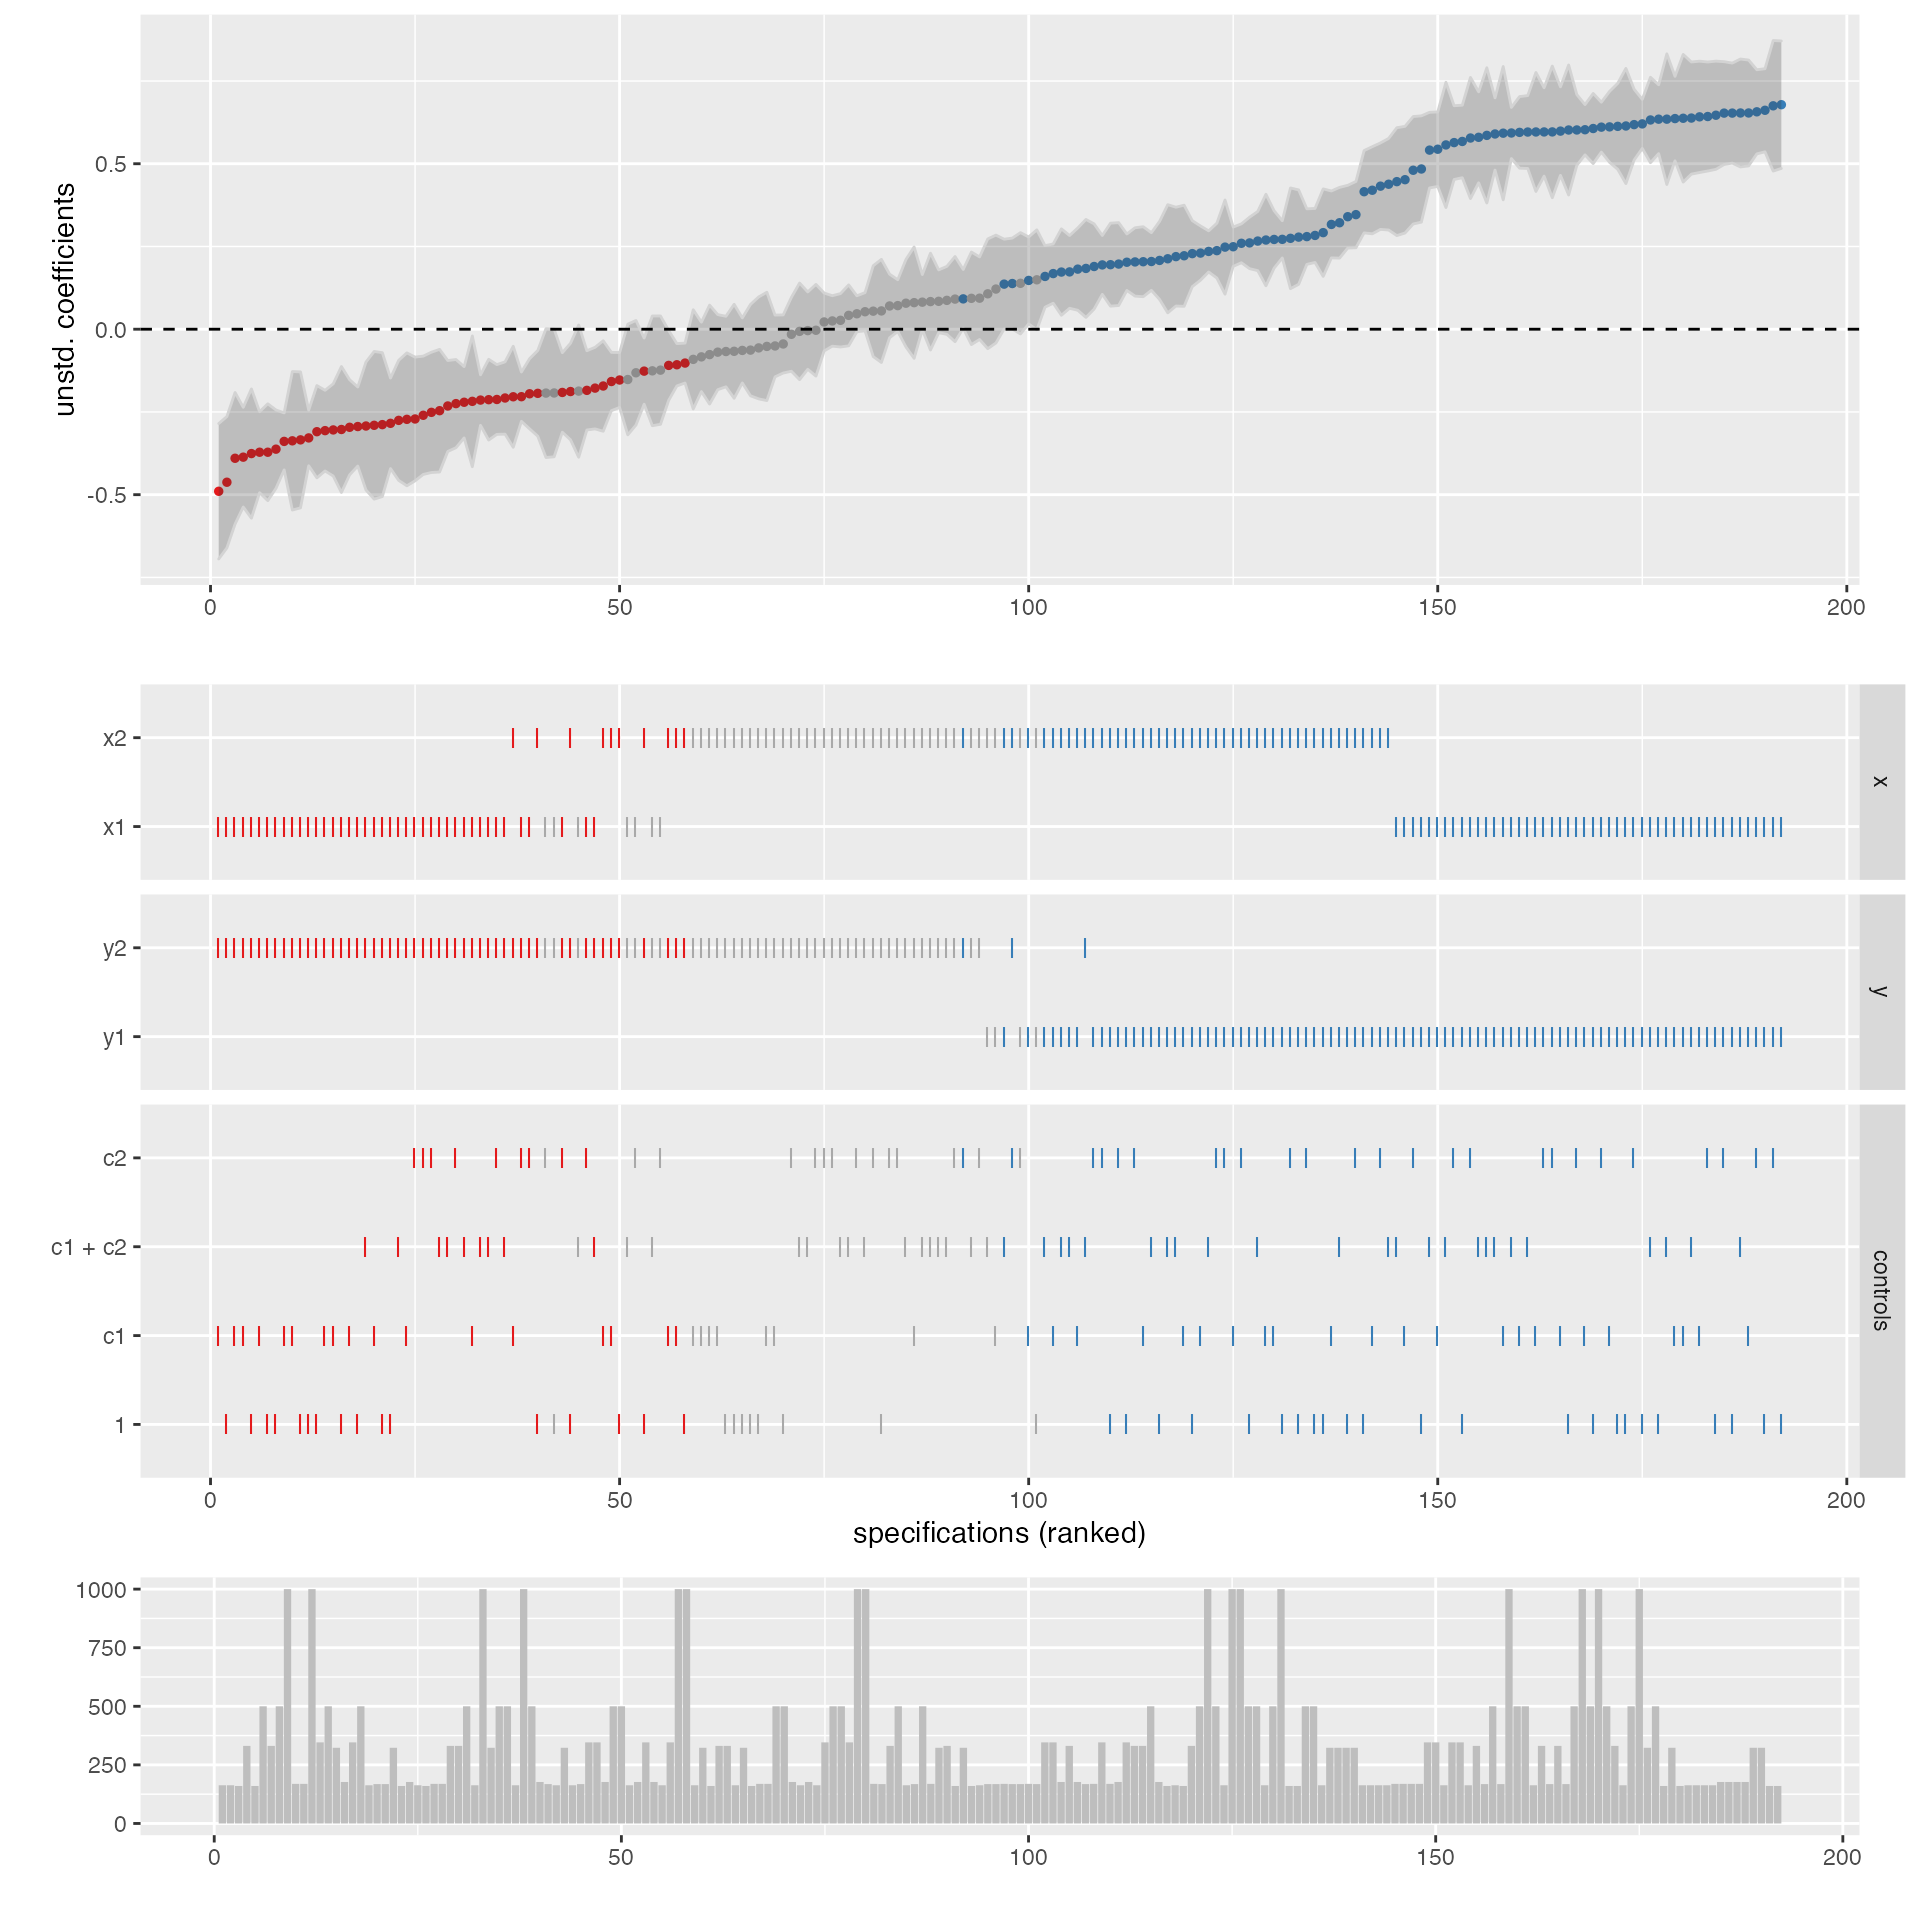 unstd. coefficients
0.5
0.0
-0.5
0 50 100 150 200
x2
x1
x
y2
y1
y
c2
c1 + c2
c1
1
controls
0 50 100 150 200
specifications (ranked)
1000
750
500
250
0
0 50 100 150 200